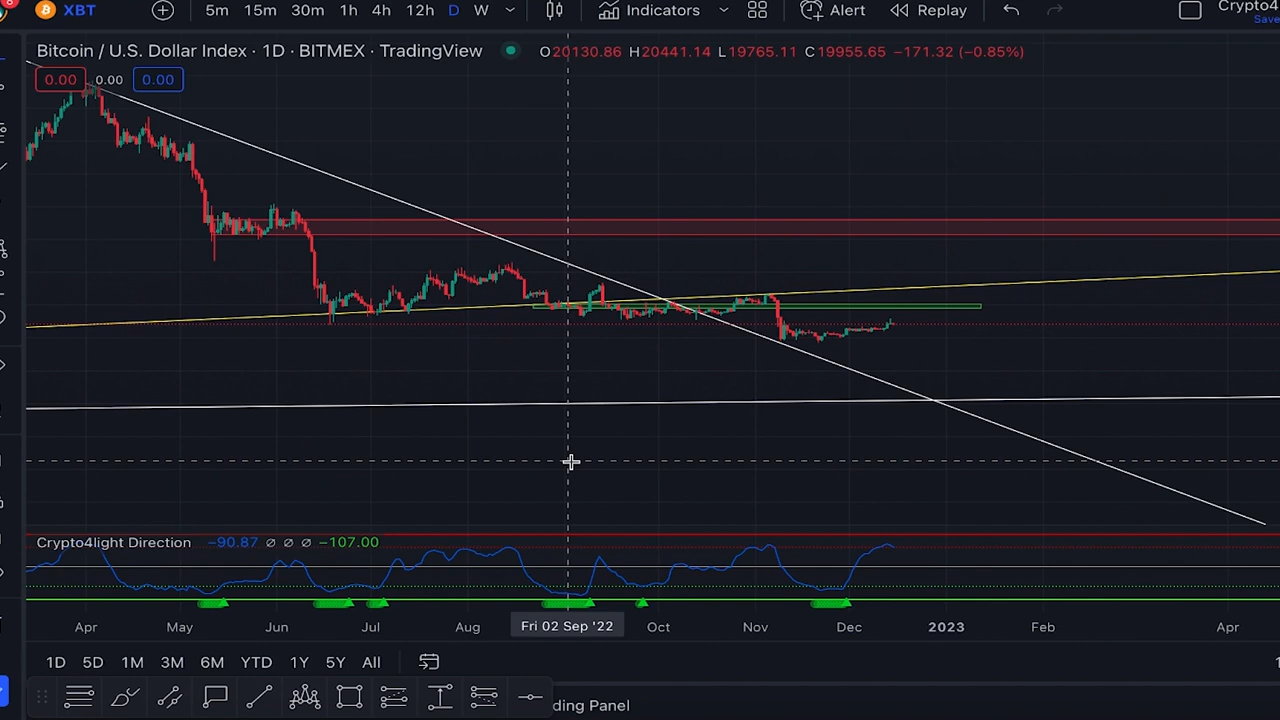 8 XBT 5m 15m 30m 1h 4h 12h D W Indicators Alert Replay Crypto4
Save
Bitcoin / U.S. Dollar Index · 1D · BITMEX · TradingView O20130.86 H20441.14 L19765.11 C19955.65 −171.32 (−0.85%)
0.00 0.00 0.00
Crypto4light Direction −90.87 ∅ ∅ ∅ −107.00
Apr May Jun Jul Aug Fri 02 Sep '22 Oct Nov Dec 2023 Feb Apr
1D 5D 1M 3M 6M YTD 1Y 5Y All 1
ding Panel